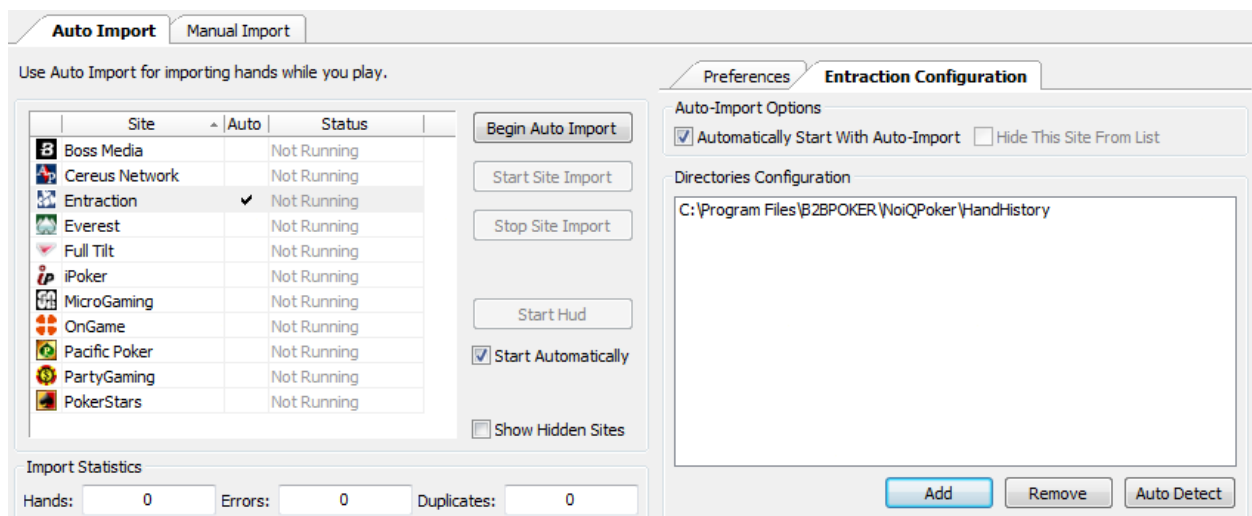 Auto Import
Manual Import
Use Auto Import for importing hands while you play.
Site Auto Status
Boss Media Not Running
Cereus Network Not Running
Entraction Not Running
Everest Not Running
Full Tilt Not Running
iPoker Not Running
MicroGaming Not Running
OnGame Not Running
Pacific Poker Not Running
PartyGaming Not Running
PokerStars Not Running
Begin Auto Import
Start Site Import
Stop Site Import
Start Hud
Start Automatically
Show Hidden Sites
Import Statistics
Hands: 0 Errors: 0 Duplicates: 0
Preferences
Entraction Configuration
Auto-Import Options
Automatically Start With Auto-Import Hide This Site From List
Directories Configuration
C:\Program Files\B2BPOKER\NoiQPoker\HandHistory
Add Remove Auto Detect